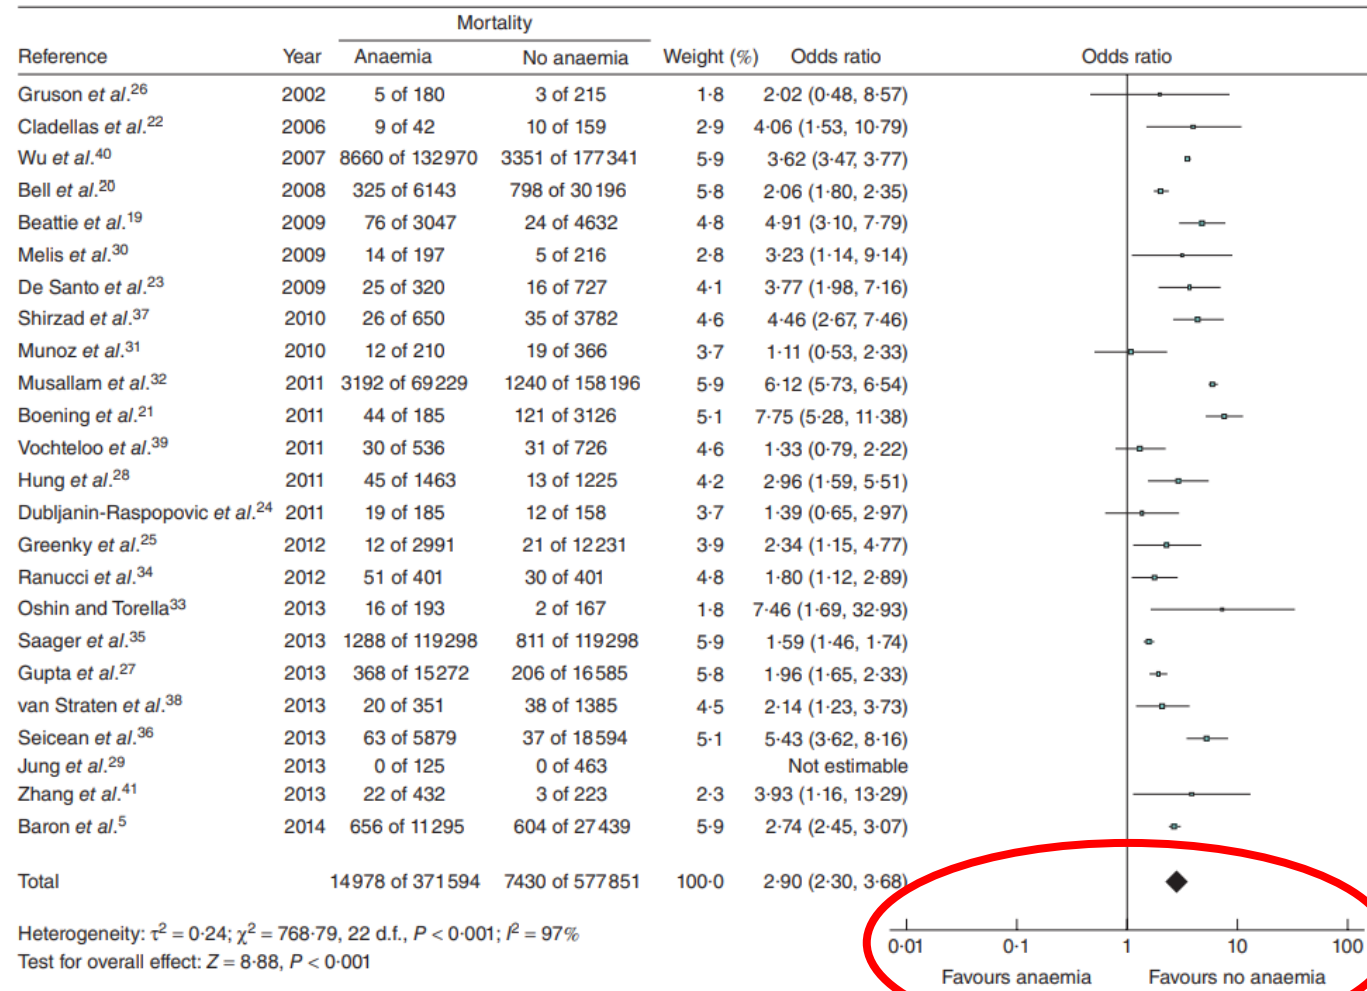 Mortality
Reference Year Anaemia No anaemia Weight (%) Odds ratio Odds ratio
Gruson et al.26 2002 5 of 180 3 of 215 1·8 2·02 (0·48, 8·57)
Cladellas et al.22 2006 9 of 42 10 of 159 2·9 4·06 (1·53, 10·79)
Wu et al.40 2007 8660 of 132970 3351 of 177341 5·9 3·62 (3·47, 3·77)
Bell et al.20 2008 325 of 6143 798 of 30196 5·8 2·06 (1·80, 2·35)
Beattie et al.19 2009 76 of 3047 24 of 4632 4·8 4·91 (3·10, 7·79)
Melis et al.30 2009 14 of 197 5 of 216 2·8 3·23 (1·14, 9·14)
De Santo et al.23 2009 25 of 320 16 of 727 4·1 3·77 (1·98, 7·16)
Shirzad et al.37 2010 26 of 650 35 of 3782 4·6 4·46 (2·67, 7·46)
Munoz et al.31 2010 12 of 210 19 of 366 3·7 1·11 (0·53, 2·33)
Musallam et al.32 2011 3192 of 69229 1240 of 158196 5·9 6·12 (5·73, 6·54)
Boening et al.21 2011 44 of 185 121 of 3126 5·1 7·75 (5·28, 11·38)
Vochteloo et al.39 2011 30 of 536 31 of 726 4·6 1·33 (0·79, 2·22)
Hung et al.28 2011 45 of 1463 13 of 1225 4·2 2·96 (1·59, 5·51)
Dubljanin-Raspopovic et al.24 2011 19 of 185 12 of 158 3·7 1·39 (0·65, 2·97)
Greenky et al.25 2012 12 of 2991 21 of 12231 3·9 2·34 (1·15, 4·77)
Ranucci et al.34 2012 51 of 401 30 of 401 4·8 1·80 (1·12, 2·89)
Oshin and Torella33 2013 16 of 193 2 of 167 1·8 7·46 (1·69, 32·93)
Saager et al.35 2013 1288 of 119298 811 of 119298 5·9 1·59 (1·46, 1·74)
Gupta et al.27 2013 368 of 15272 206 of 16585 5·8 1·96 (1·65, 2·33)
van Straten et al.38 2013 20 of 351 38 of 1385 4·5 2·14 (1·23, 3·73)
Seicean et al.36 2013 63 of 5879 37 of 18594 5·1 5·43 (3·62, 8·16)
Jung et al.29 2013 0 of 125 0 of 463 Not estimable
Zhang et al.41 2013 22 of 432 3 of 223 2·3 3·93 (1·16, 13·29)
Baron et al.5 2014 656 of 11295 604 of 27439 5·9 2·74 (2·45, 3·07)
Total 14978 of 371594 7430 of 577851 100·0 2·90 (2·30, 3·68)
Heterogeneity: τ2 = 0·24; χ2 = 768·79, 22 d.f., P < 0·001; I2 = 97%
0·01 0·1 1 10 100
Test for overall effect: Z = 8·88, P < 0·001
Favours anaemia Favours no anaemia